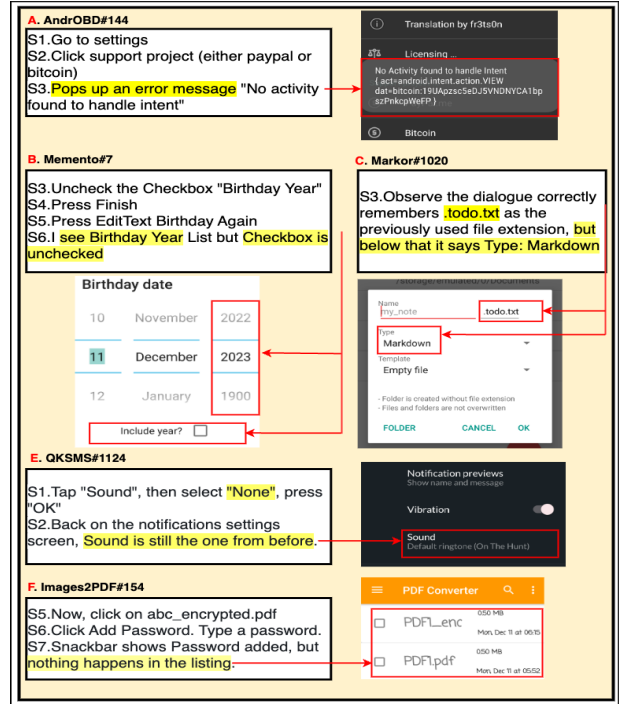 A. AndrOBD#144
S1.Go to settings
S2.Click support project (either paypal or
bitcoin)
S3.Pops up an error message "No activity
found to handle intent"
Translation by fr3ts0n
Licensing ...
No Activity found to handle Intent
{ act=android.intent.action.VIEW
dat=bitcoin:19UApzsc5eDJ5VNDNYCA1bp
szPnkcpWeFP }
Bitcoin
B. Memento#7
S3.Uncheck the Checkbox "Birthday Year"
S4.Press Finish
S5.Press EditText Birthday Again
S6.I see Birthday Year List but Checkbox is
unchecked
Birthday date
10 November 2022
11 December 2023
12 January 1900
Include year?
C. Markor#1020
S3.Observe the dialogue correctly
remembers .todo.txt as the
previously used file extension, but
below that it says Type: Markdown
/storage/emulated/0/Documents
Name
my_note .todo.txt
Type
Markdown
Template
Empty file
- Folder is created without file extension
- Files and folders are not overwritten
FOLDER CANCEL OK
E. QKSMS#1124
S1.Tap "Sound", then select "None", press
"OK"
S2.Back on the notifications settings
screen, Sound is still the one from before.
Notification previews
Show name and message
Vibration
Sound
Default ringtone (On The Hunt)
F. Images2PDF#154
S5.Now, click on abc_encrypted.pdf
S6.Click Add Password. Type a password.
S7.Snackbar shows Password added, but
nothing happens in the listing.
PDF Converter
PDF1_enc
0.50 MB
Mon, Dec 11 at 06:15
PDF1.pdf
0.50 MB
Mon, Dec 11 at 05:52